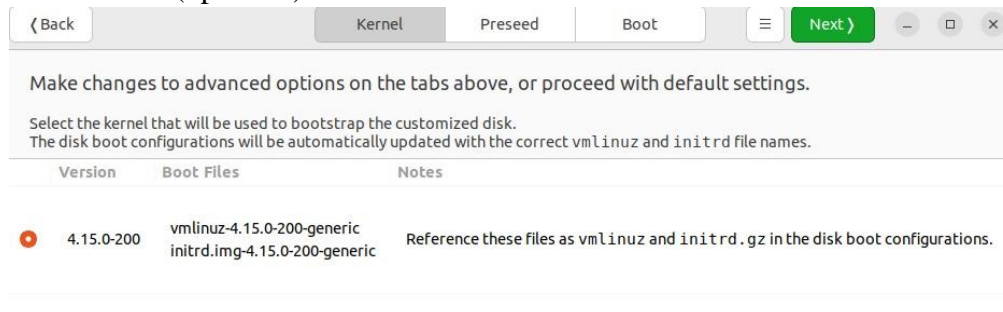 ❬Back Kernel Preseed Boot ☰ Next❭
Make changes to advanced options on the tabs above, or proceed with default settings.
Select the kernel that will be used to bootstrap the customized disk.
The disk boot configurations will be automatically updated with the correct vmlinuz and initrd file names.
Version Boot Files Notes
4.15.0-200
vmlinuz-4.15.0-200-generic
initrd.img-4.15.0-200-generic
Reference these files as vmlinuz and initrd.gz in the disk boot configurations.